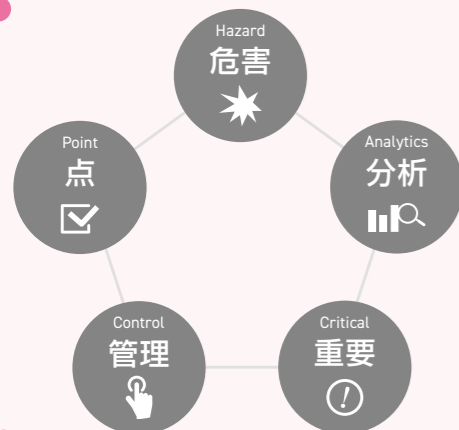 Hazard
危害
Analytics
分析
Critical
重要
Control
管理
Point
点